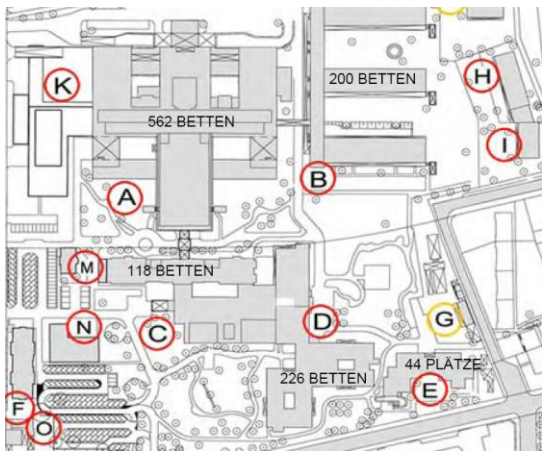 H
200 BETTEN
K
562 BETTEN
I
B
A
M
118 BETTEN
N
C
D
G
44 PLÄTZE
226 BETTEN
E
F
O